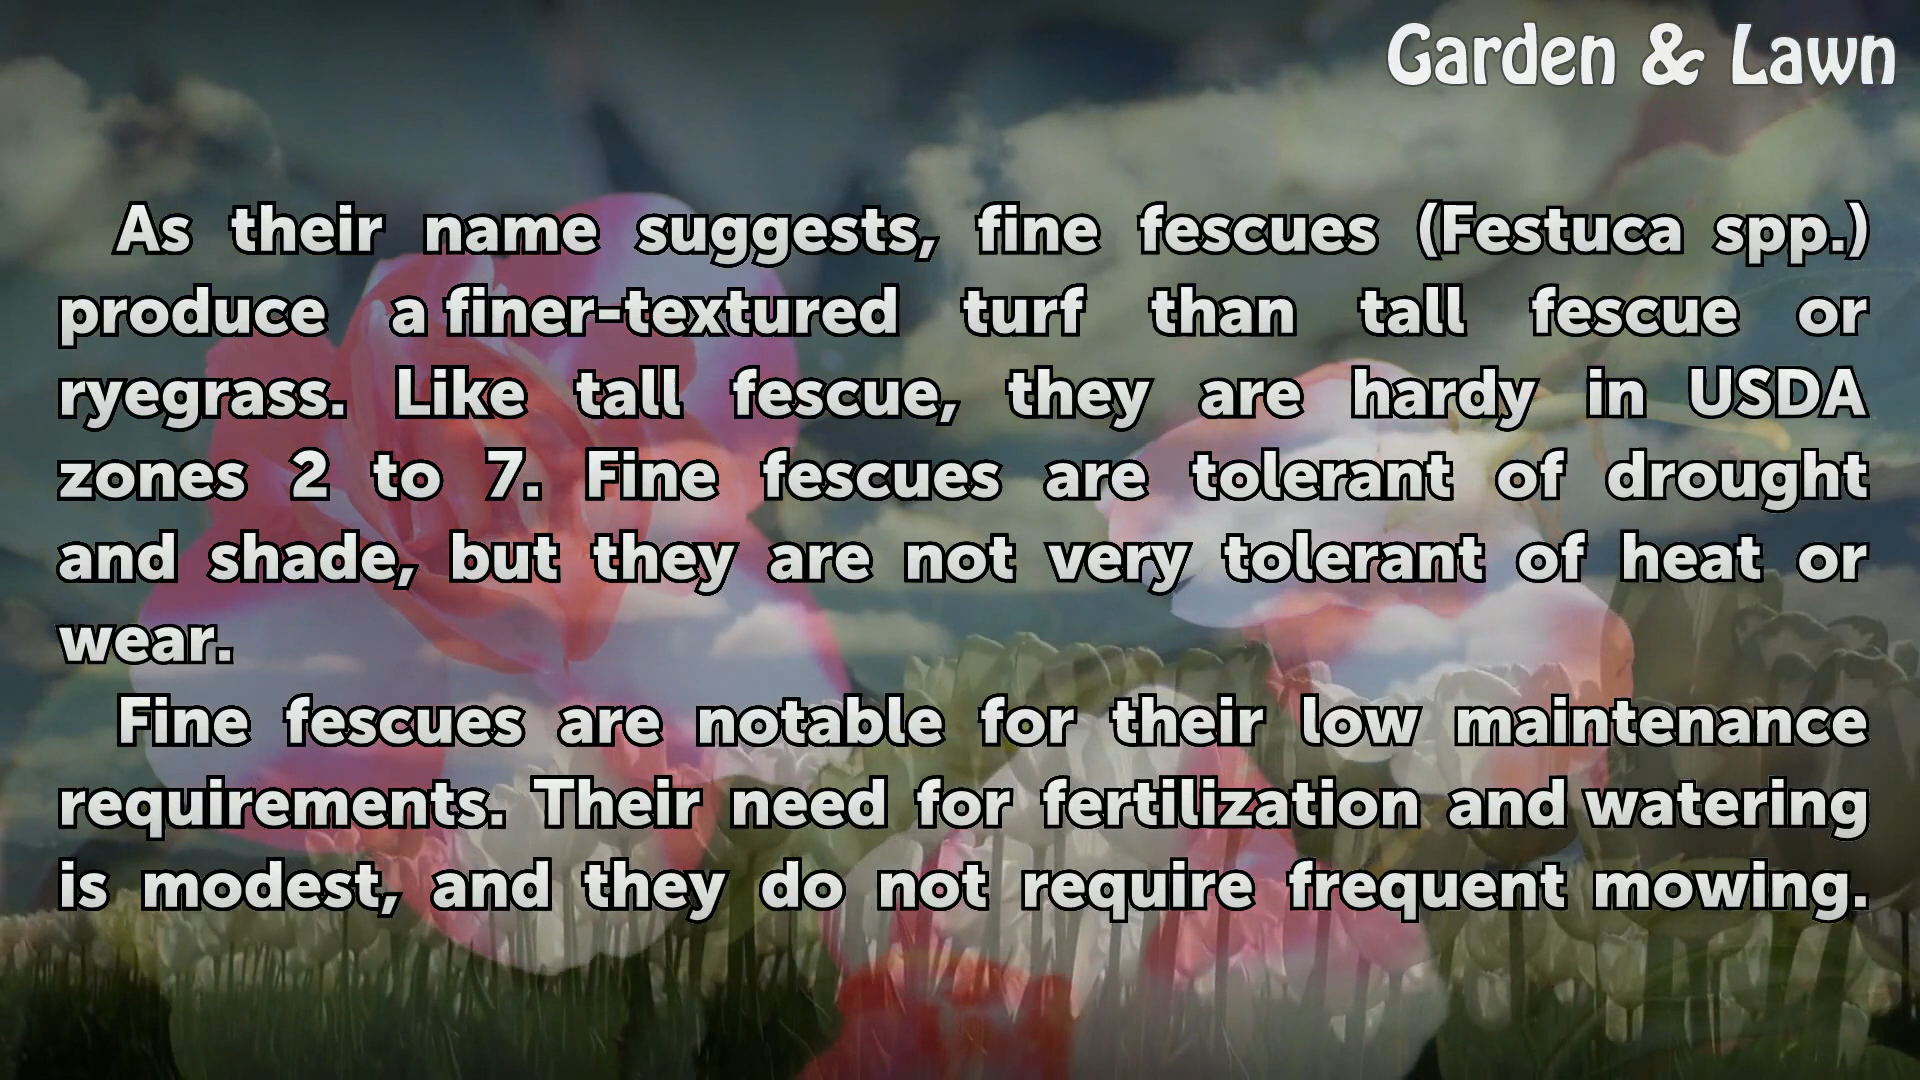 Garden & Lawn
As their name suggests, fine fescues (Festuca spp.)
produce a finer-textured turf than tall fescue or
ryegrass. Like tall fescue, they are hardy in USDA
zones 2 to 7. Fine fescues are tolerant of drought
and shade, but they are not very tolerant of heat or
wear.
Fine fescues are notable for their low maintenance
requirements. Their need for fertilization and watering
is modest, and they do not require frequent mowing.